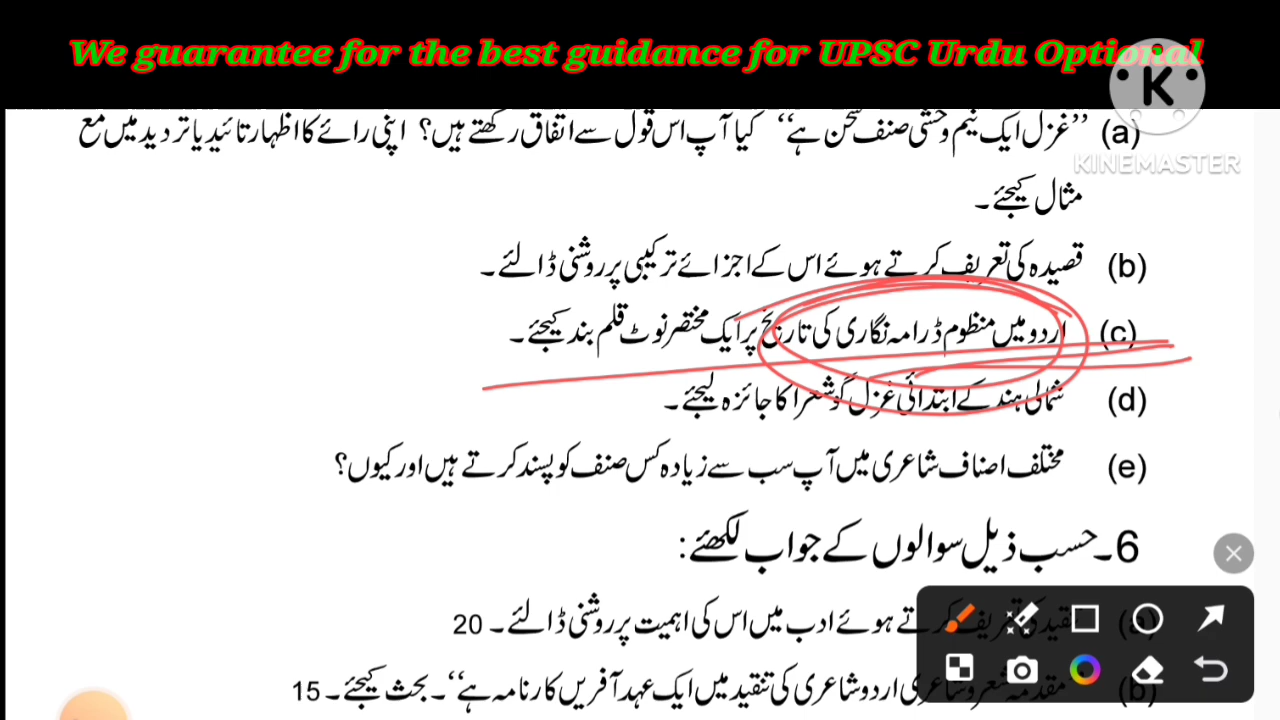 We guarantee for the best guidance for UPSC Urdu Optional
K
KINEMASTER
(a) ”غزل ایک نیم وحشی صنف سخن ہے“ کیا آپ اس قول سے اتفاق رکھتے ہیں؟ اپنی رائے کا اظہار تائید یا تردید میں مع
مثال کیجئے۔
(b) قصیدہ کی تعریف کرتے ہوئے اس کے اجزائے ترکیبی پر روشنی ڈالئے۔
(c) اردو میں منظوم ڈرامہ نگاری کی تاریخ پر ایک مختصر نوٹ قلم بند کیجئے۔
(d) شمالی ہند کے ابتدائی غزل گو شعرا کا جائزہ لیجئے۔
(e) مختلف اصناف شاعری میں آپ سب سے زیادہ کس صنف کو پسند کرتے ہیں اور کیوں؟
6۔ حسب ذیل سوالوں کے جواب لکھئے:
(a) تنقید کی تعریف کرتے ہوئے ادب میں اس کی اہمیت پر روشنی ڈالئے۔ 20
(b) ”مقدمہ شعر و شاعری اردو شاعری کی تنقید میں ایک عہد آفریں کارنامہ ہے“۔ بحث کیجئے۔ 15